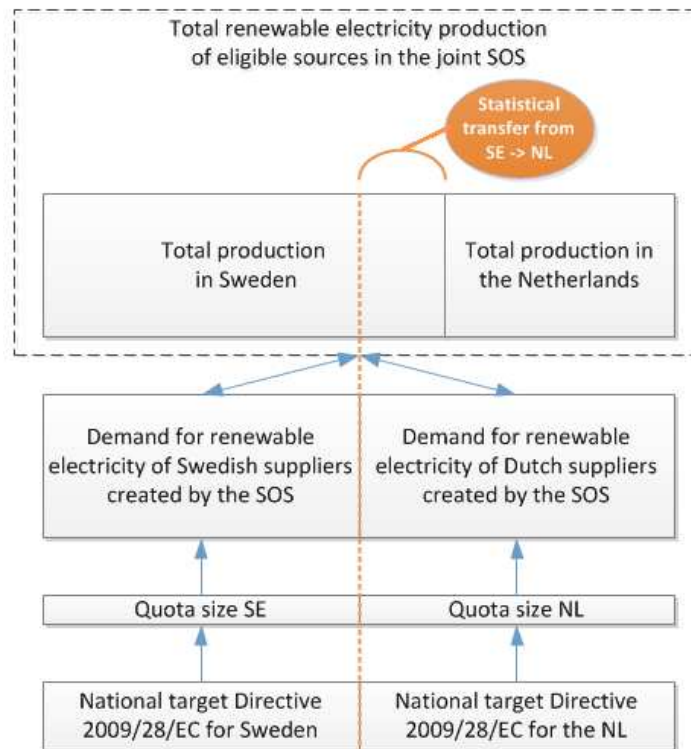 Total renewable electricity production
of eligible sources in the joint SOS
Statistical
transfer from
SE -> NL
Total production
in Sweden
Total production in
the Netherlands
Demand for renewable
electricity of Swedish suppliers
created by the SOS
Demand for renewable
electricity of Dutch suppliers
created by the SOS
Quota size SE
Quota size NL
National target Directive
2009/28/EC for Sweden
National target Directive
2009/28/EC for the NL